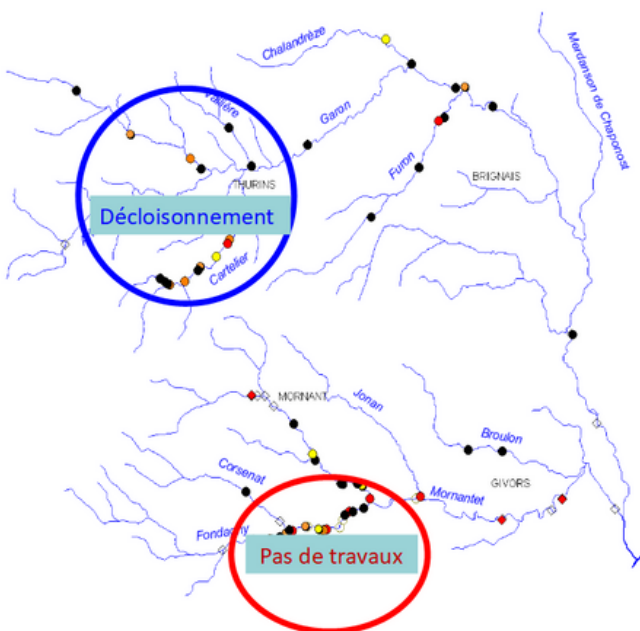 Chalandrèze
Merdanson de Chaponost
Garon
THURINS
Furon
BRIGNAIS
Décloisonnement
Cartelier
MORNANT
Jonan
Broulon
Corsenat
GIVORS
Mornantet
Fondagny
Pas de travaux